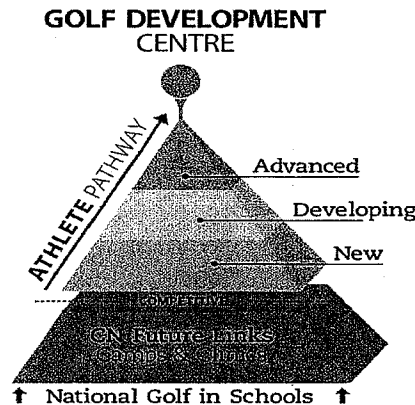 GOLF DEVELOPMENT
CENTRE
ATHLETE PATHWAY
Advanced
Developing
New
COMPETITIVE
CN Future Links
Camps & Clinics
National Golf in Schools